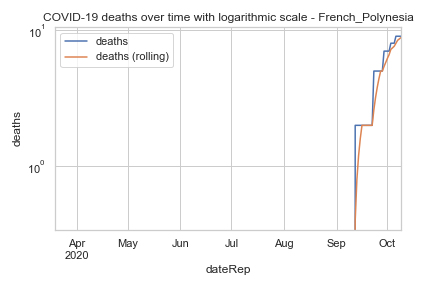 COVID-19 deaths over time with logarithmic scale - French_Polynesia
10¹
deaths
deaths (rolling)
deaths
10⁰
Apr May Jun Jul Aug Sep Oct
2020
dateRep